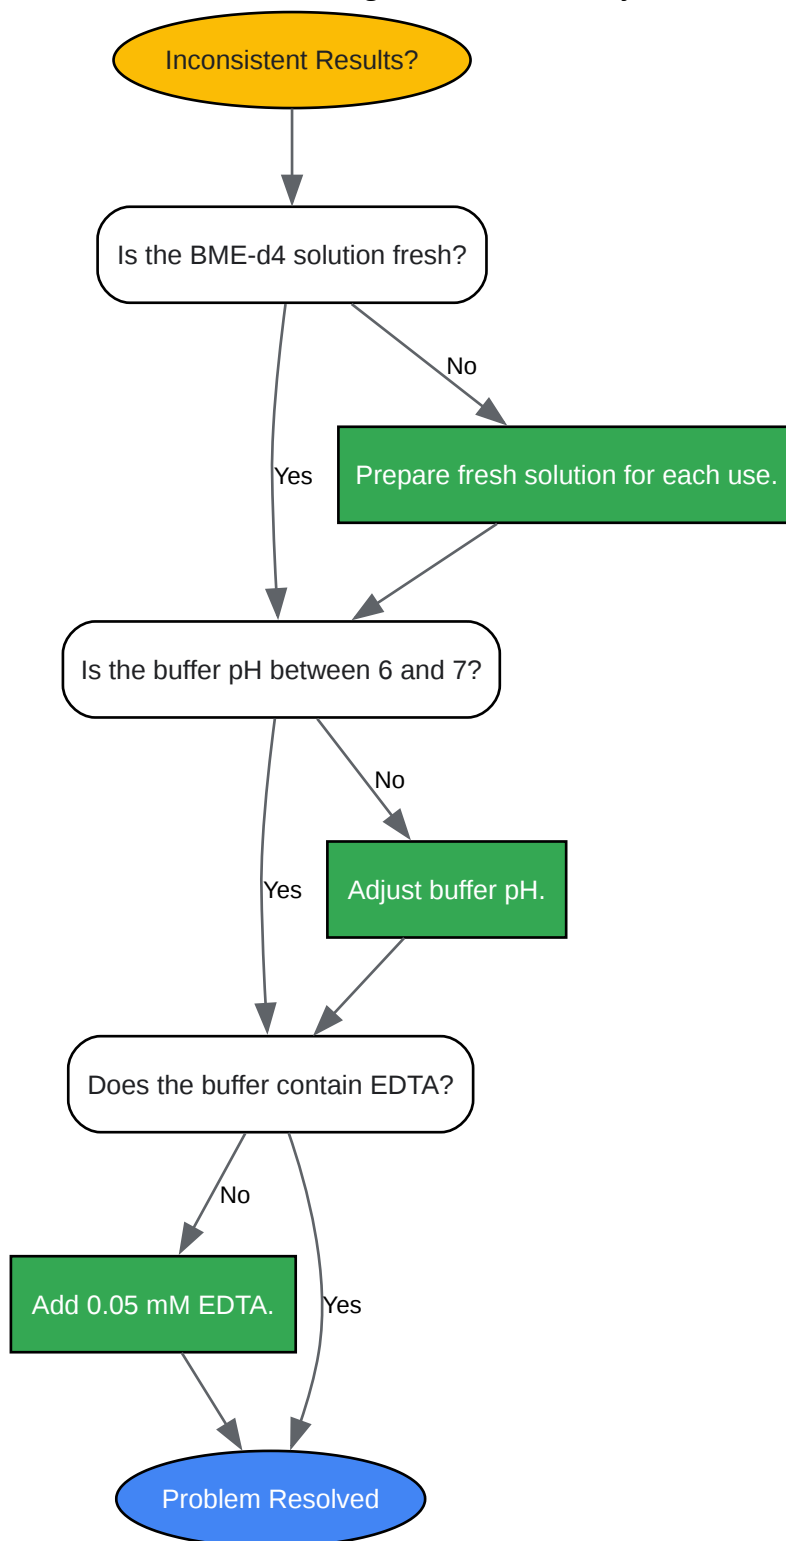 Inconsistent Results?
Is the BME-d4 solution fresh?
No
Yes
Prepare fresh solution for each use.
Is the buffer pH between 6 and 7?
No
Yes
Adjust buffer pH.
Does the buffer contain EDTA?
No
Add 0.05 mM EDTA.
Yes
Problem Resolved